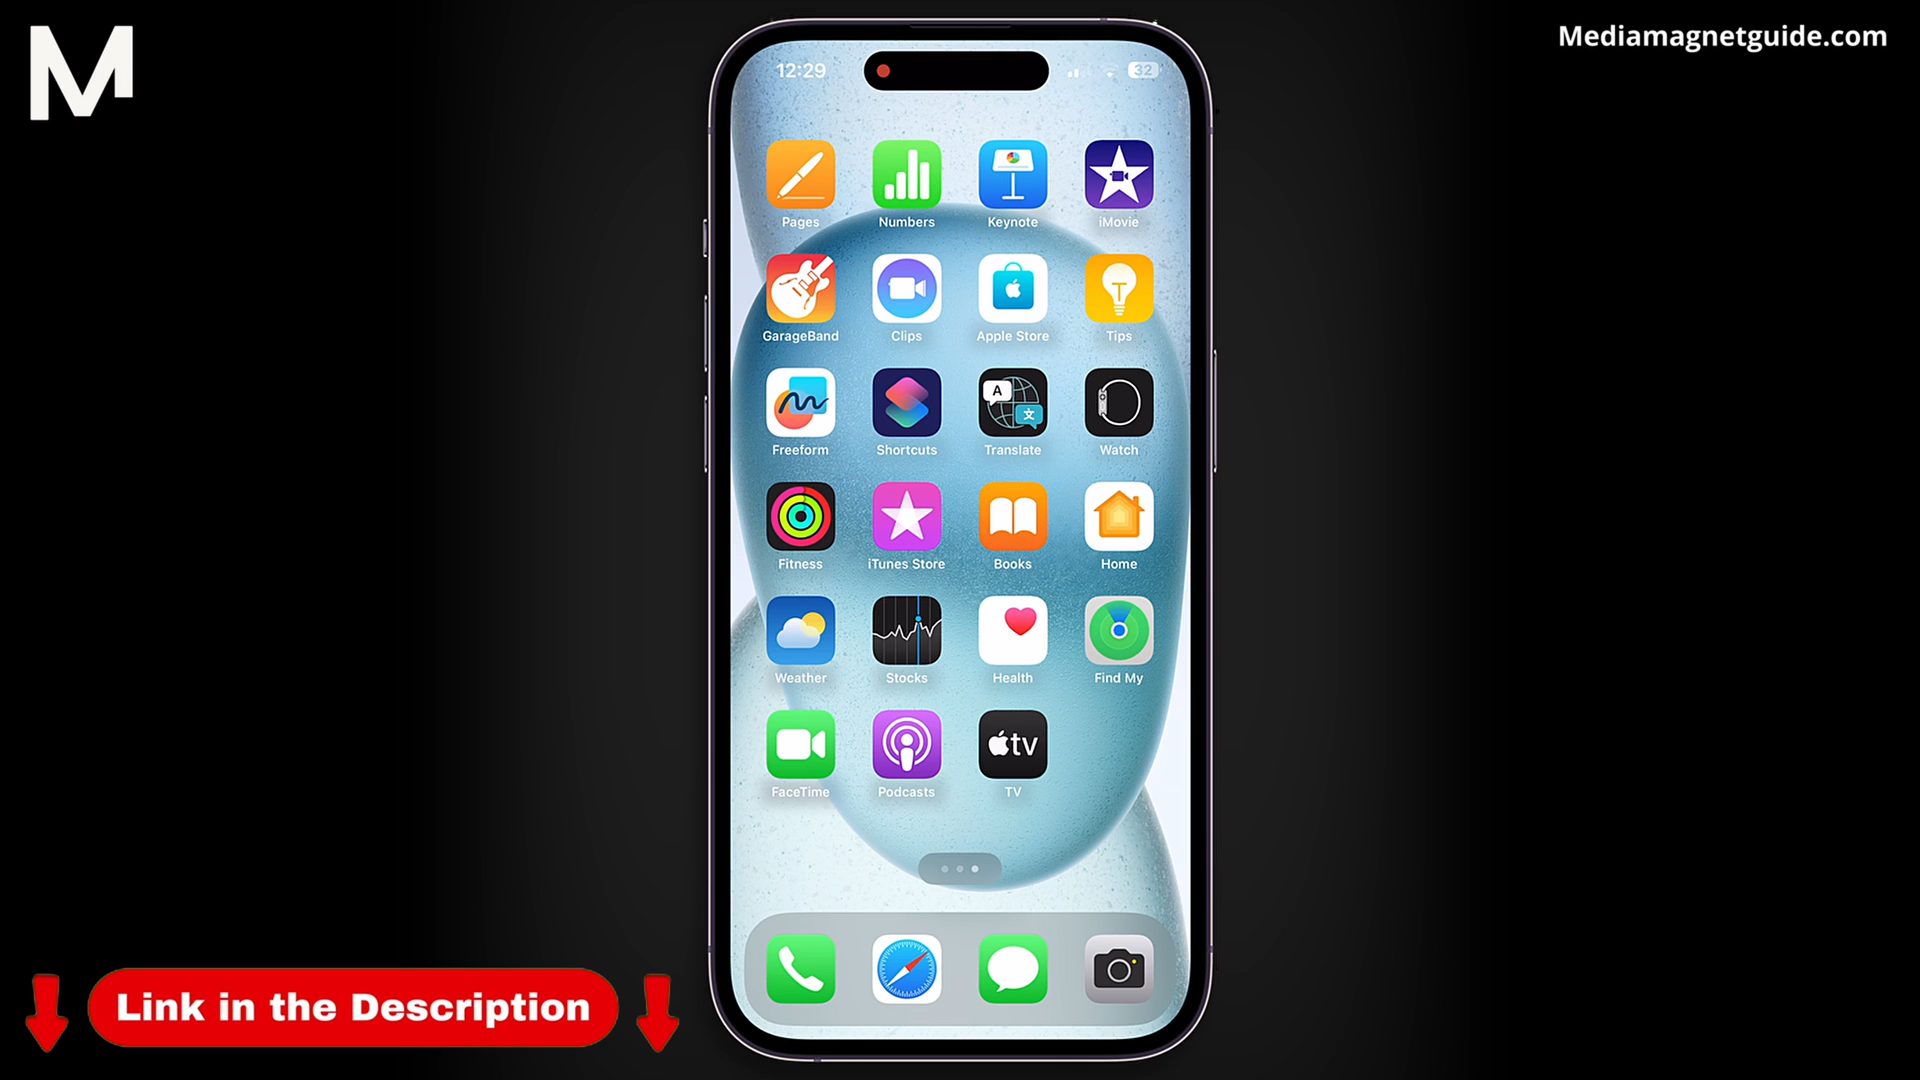 M
Mediamagnetguide.com
12:29
32
Pages
Numbers
Keynote
iMovie
GarageBand
Clips
Apple Store
T
Tips
A
文
Freeform
Shortcuts
Translate
Watch
Fitness
iTunes Store
Books
Home
Weather
Stocks
Health
Find My
tv
FaceTime
Podcasts
TV
Link in the Description